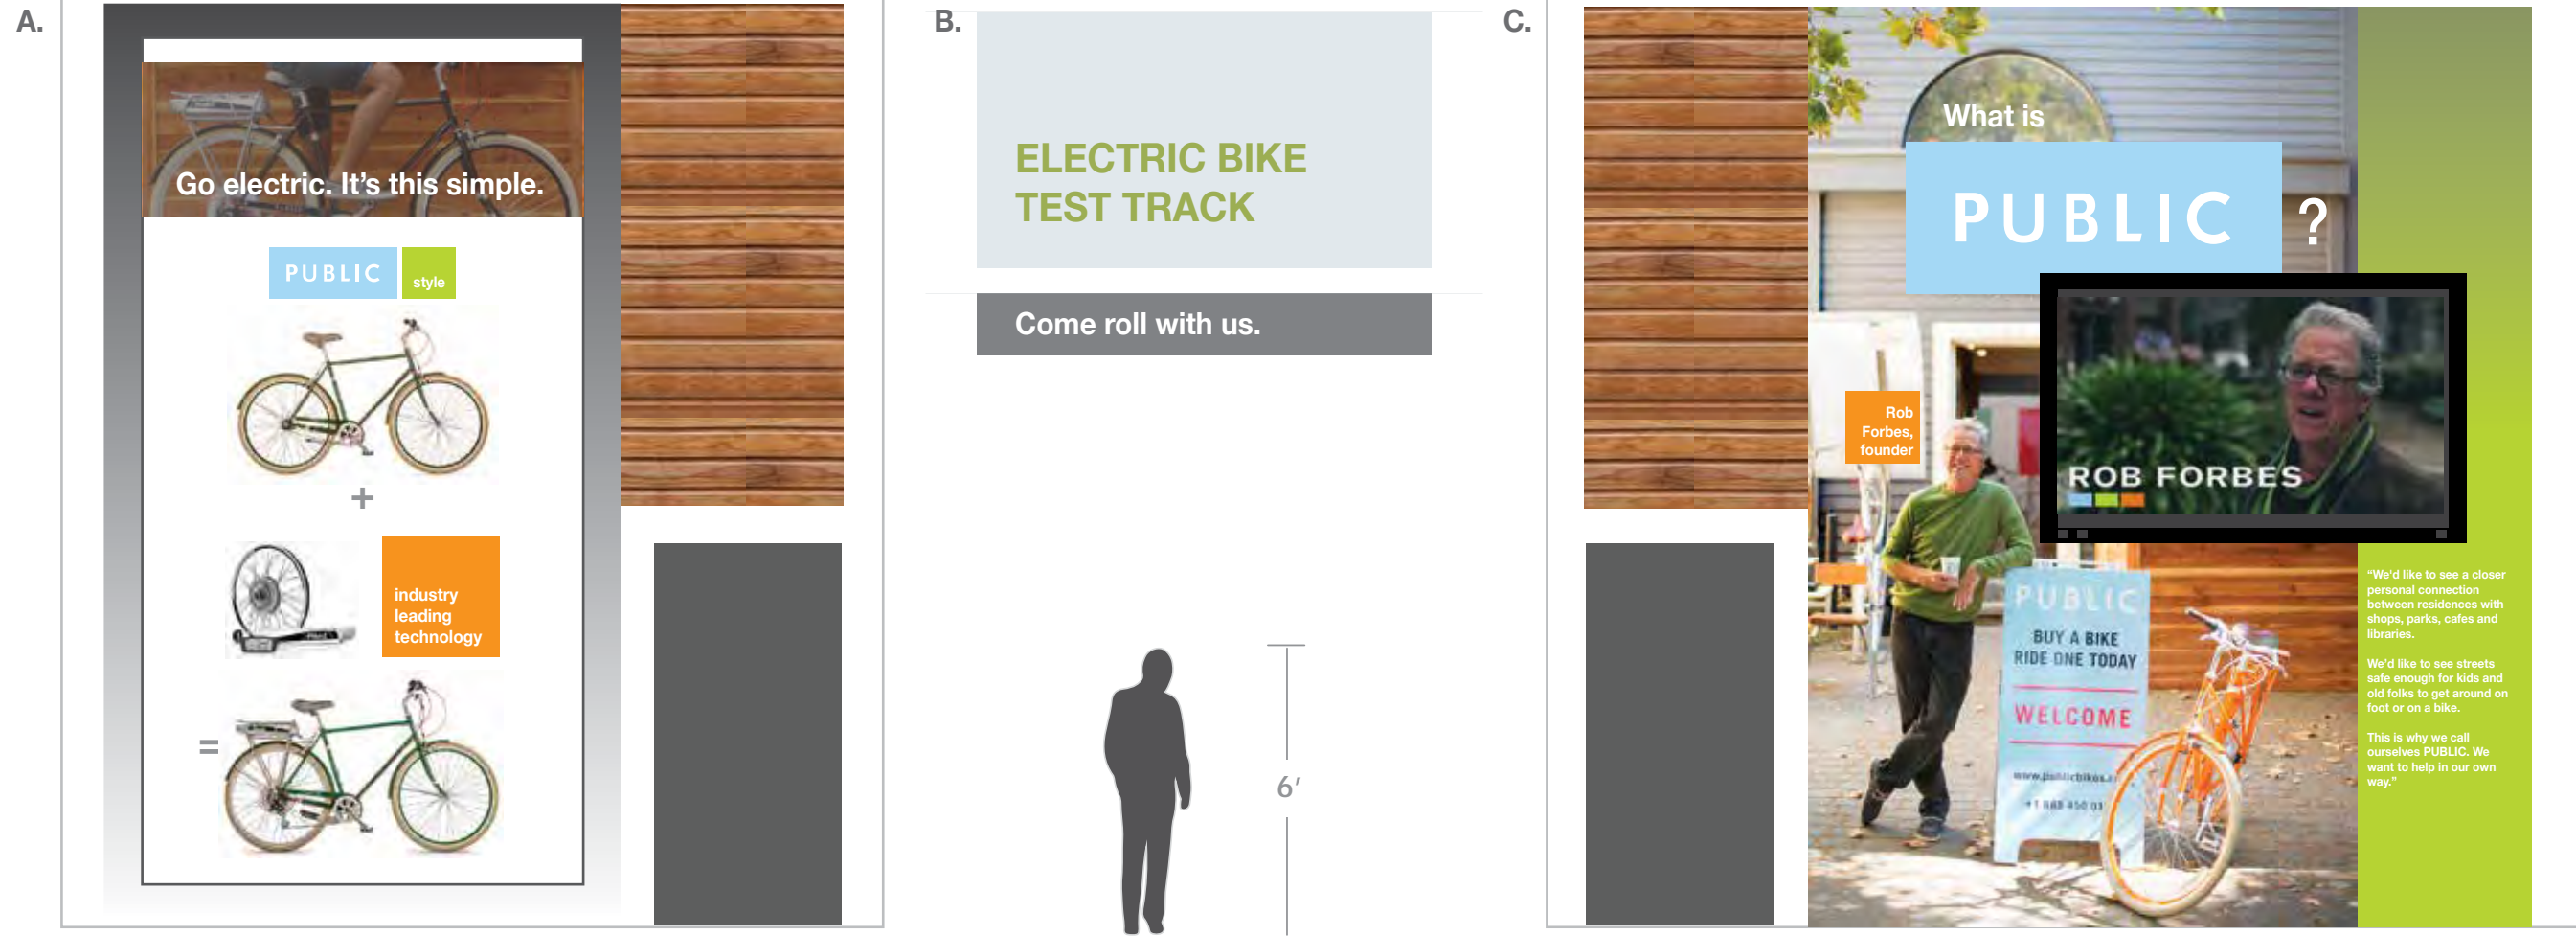 A.
Go electric. It's this simple.
PUBLIC
style
+
industry
leading
technology
=
B.
ELECTRIC BIKE
TEST TRACK
Come roll with us.
6′
C.
What is
PUBLIC ?
Rob
Forbes,
founder
ROB FORBES
PUBLIC
BUY A BIKE
RIDE ONE TODAY
WELCOME
“We'd like to see a closer
personal connection
between residences with
shops, parks, cafes and
libraries.
We'd like to see streets
safe enough for kids and
old folks to get around on
foot or on a bike.
This is why we call
ourselves PUBLIC. We
want to help in our own
way.”